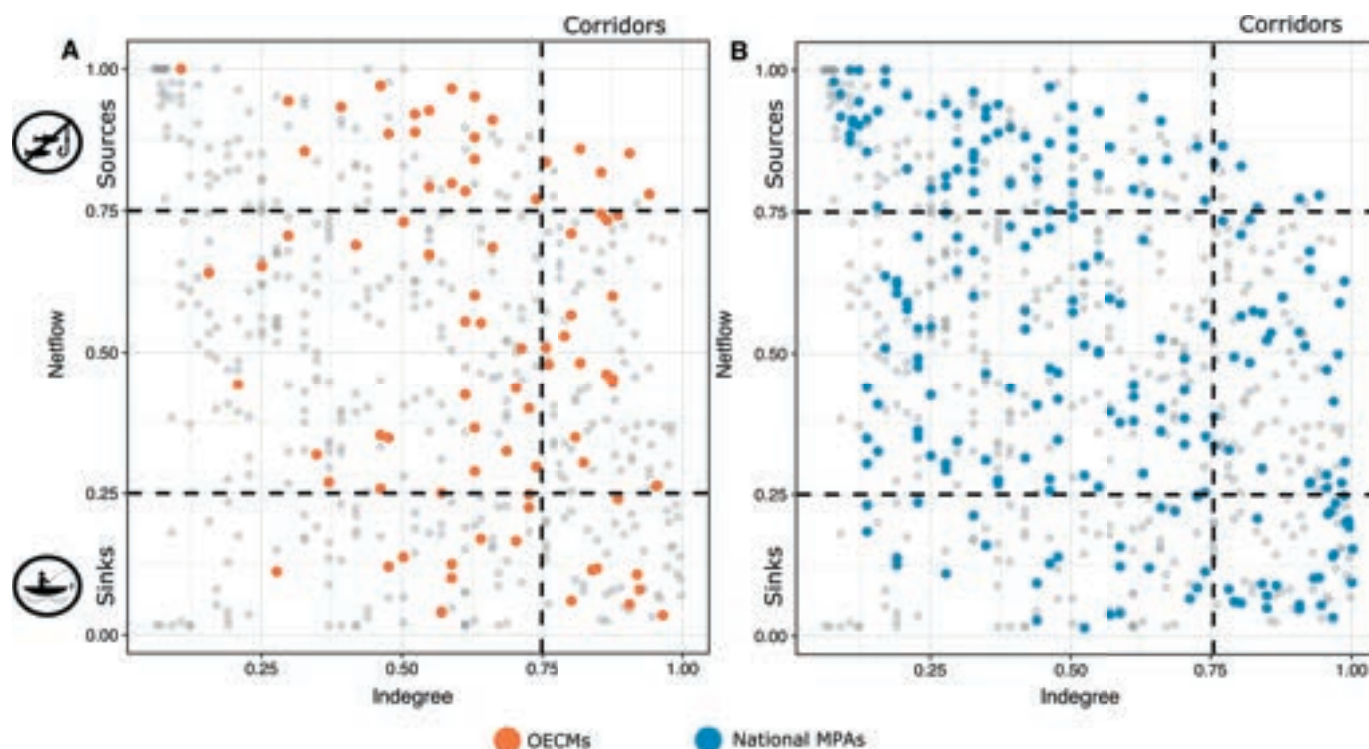 Corridors
A
1.00
0.75
0.50
0.25
0.00
Sources
Netflow
Sinks
0.25
0.50
0.75
1.00
Indegree
Corridors
B
1.00
0.75
0.50
0.25
0.00
Sources
Netflow
Sinks
0.25
0.50
0.75
1.00
Indegree
OECMs
National MPAs